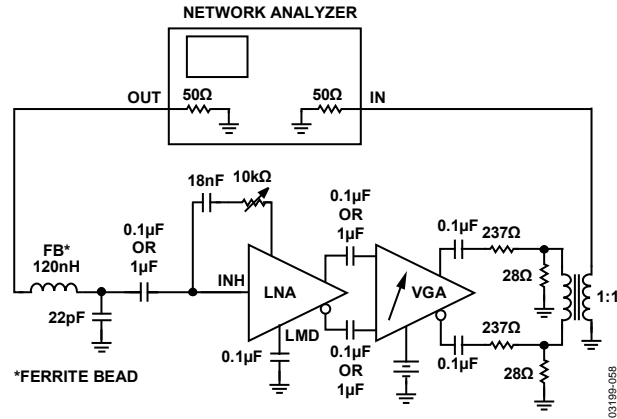 NETWORK ANALYZER
OUT
50Ω
50Ω
IN
18nF
10kΩ
0.1µF
OR
1µF
FB*
120nH
22pF
INH
LNA
LMD
0.1µF
0.1µF
OR
1µF
0.1µF
OR
1µF
VGA
0.1µF
237Ω
28Ω
1:1
237Ω
0.1µF
28Ω
*FERRITE BEAD
03199-058